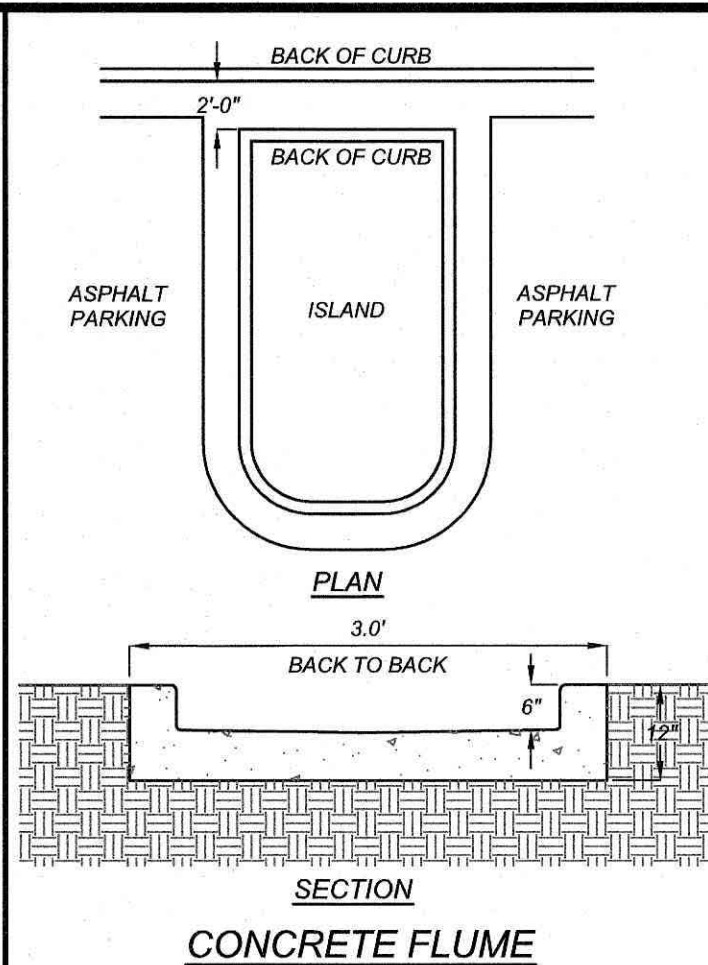 BACK OF CURB
2'-0"
BACK OF CURB
ASPHALT
PARKING
ISLAND
ASPHALT
PARKING
PLAN
3.0'
BACK TO BACK
6"
12"
SECTION
CONCRETE FLUME